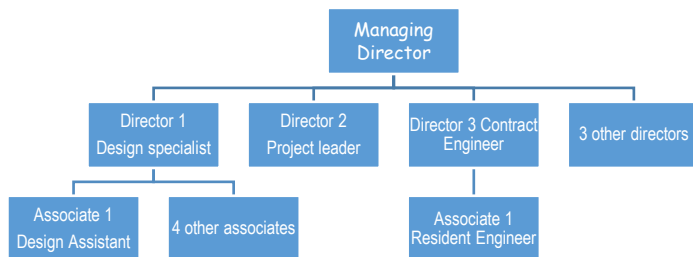 Managing
Director
Director 1
Design specialist
Director 2
Project leader
Director 3 Contract
Engineer
3 other directors
Associate 1
Design Assistant
4 other associates
Associate 1
Resident Engineer